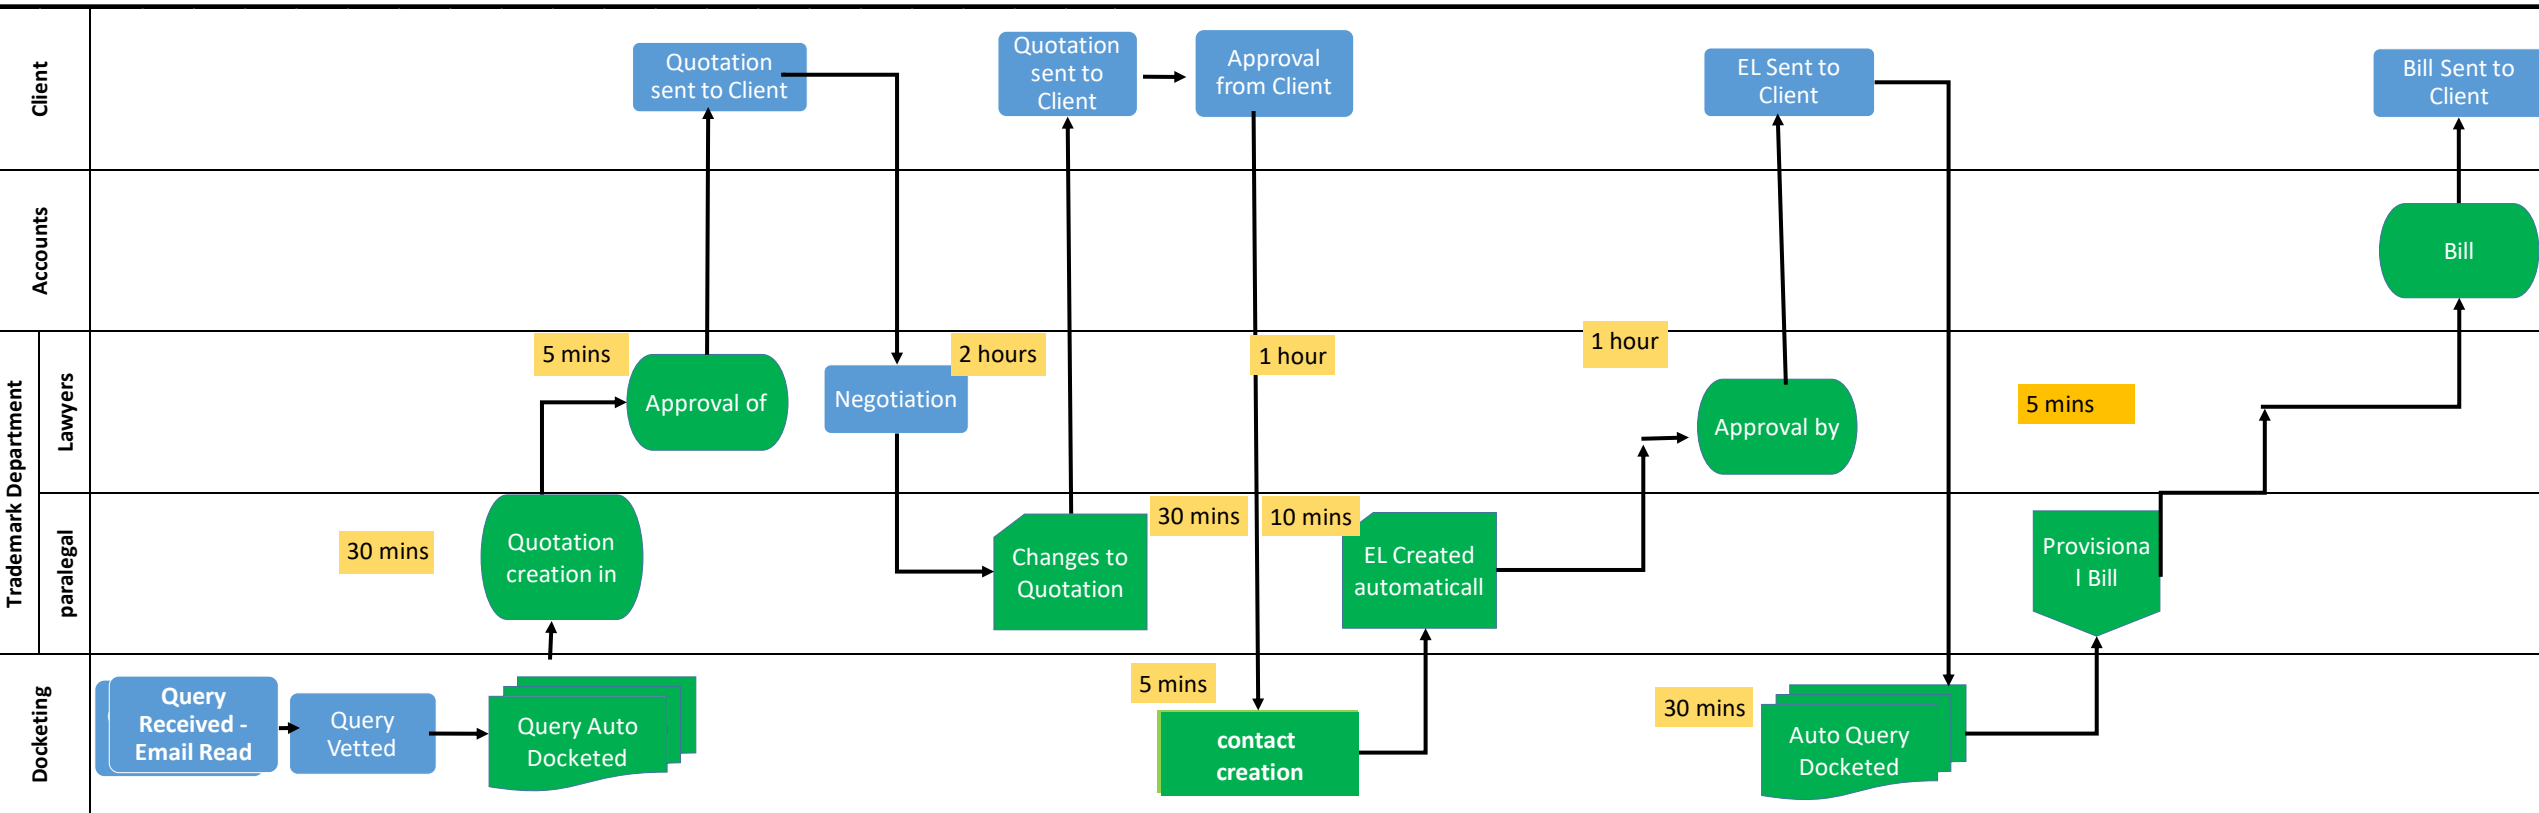 Client
Quotation
sent to Client
Quotation
sent to
Client
Approval
from Client
EL Sent to
Client
Bill Sent to
Client
Accounts
Bill
Trademark Department
Lawyers
5 mins
Approval of
Negotiation
2 hours
1 hour
1 hour
Approval by
5 mins
paralegal
30 mins
Quotation
creation in
Changes to
Quotation
30 mins
10 mins
EL Created
automaticall
Provisiona
l Bill
Docketing
Query
Received -
Email Read
Query
Vetted
Query Auto
Docketed
5 mins
contact
creation
30 mins
Auto Query
Docketed